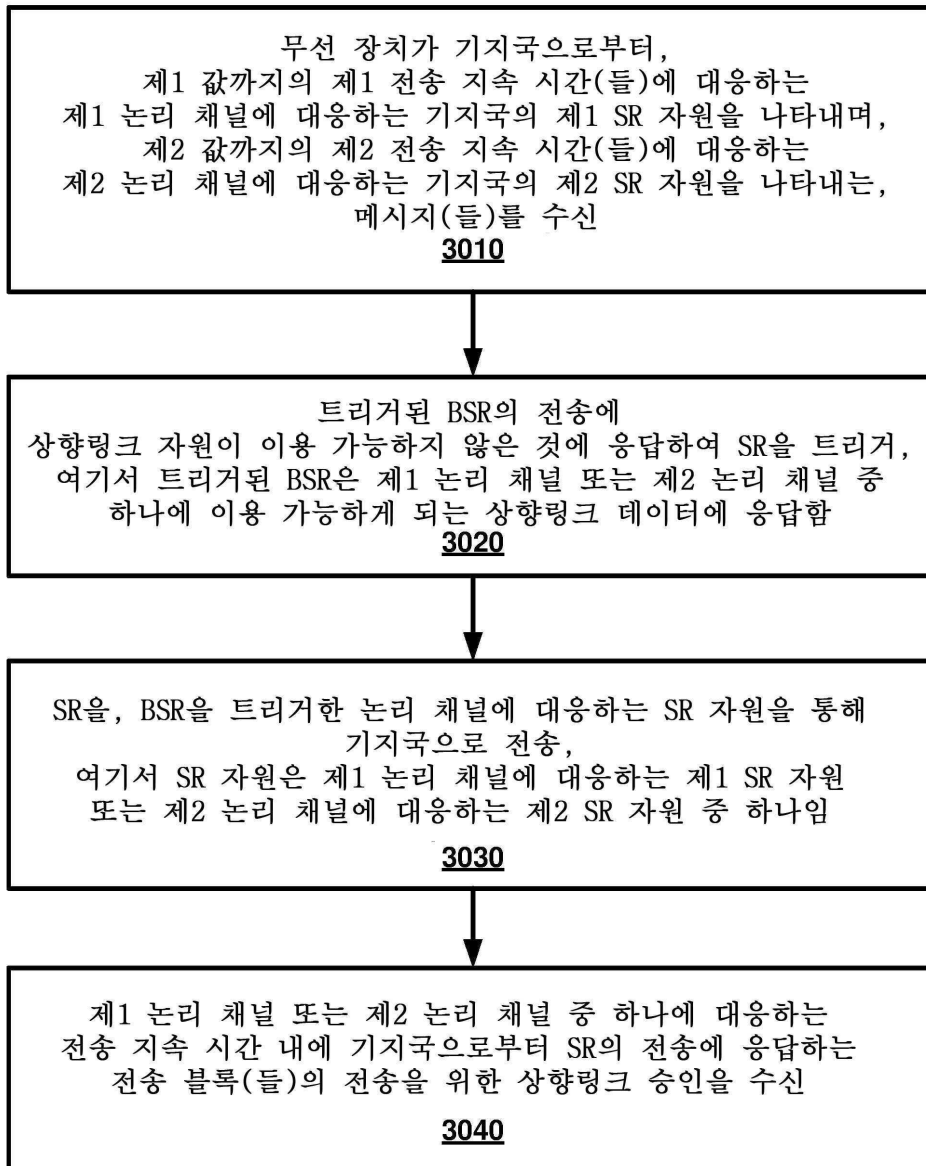 무선 장치가 기지국으로부터,
제1 값까지의 제1 전송 지속 시간(들)에 대응하는
제1 논리 채널에 대응하는 기지국의 제1 SR 자원을 나타내며,
제2 값까지의 제2 전송 지속 시간(들)에 대응하는
제2 논리 채널에 대응하는 기지국의 제2 SR 자원을 나타내는,
메시지(들)를 수신
3010
트리거된 BSR의 전송에
상향링크 자원이 이용 가능하지 않은 것에 응답하여 SR을 트리거,
여기서 트리거된 BSR은 제1 논리 채널 또는 제2 논리 채널 중
하나에 이용 가능하게 되는 상향링크 데이터에 응답함
3020
SR을, BSR을 트리거한 논리 채널에 대응하는 SR 자원을 통해
기지국으로 전송,
여기서 SR 자원은 제1 논리 채널에 대응하는 제1 SR 자원
또는 제2 논리 채널에 대응하는 제2 SR 자원 중 하나임
3030
제1 논리 채널 또는 제2 논리 채널 중 하나에 대응하는
전송 지속 시간 내에 기지국으로부터 SR의 전송에 응답하는
전송 블록(들)의 전송을 위한 상향링크 승인을 수신
3040